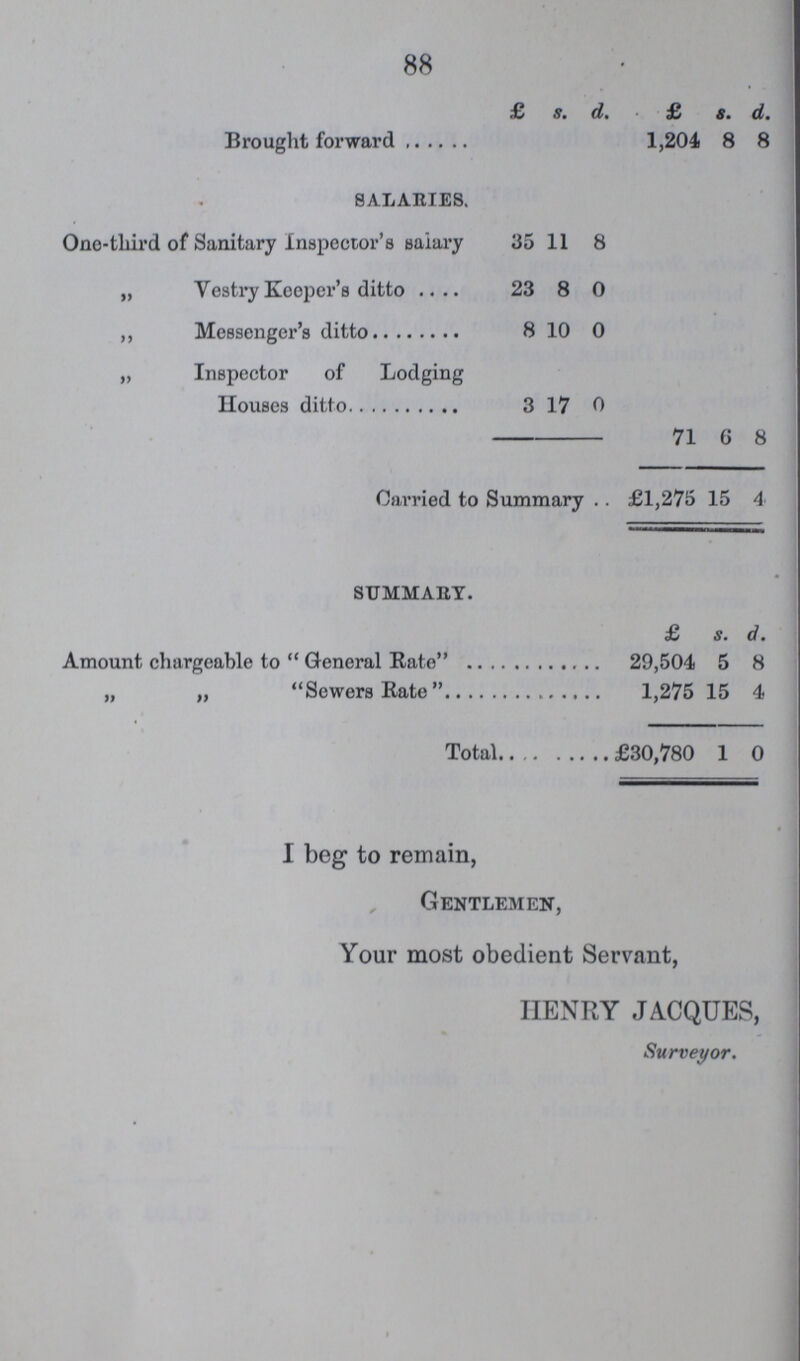 88
£ s. d. £ s. d.
Brought forward ...... 1,204 8 8
SALARIES.
One-third of Sanitary Inspector's salary 35 11 8
„ Vestry Keeper's ditto .... 23 8 0
„ Messenger's ditto........ 8 10 0
„ Inspector of Lodging
Houses ditto.......... 3 17 0
71 6 8
Carried to Summary .. £1,275 15 4
SUMMARY.
£ s. d.
Amount chargeable to “ General Rate” ............ 29,504 5 8
„ „ “Sewers Rate ”.............. 1,275 15 4
Total.......... £30,780 1 0
I beg to remain,
GENTLEMEN,
Your most obedient Servant,
HENRY JACQUES,
Surveyor.